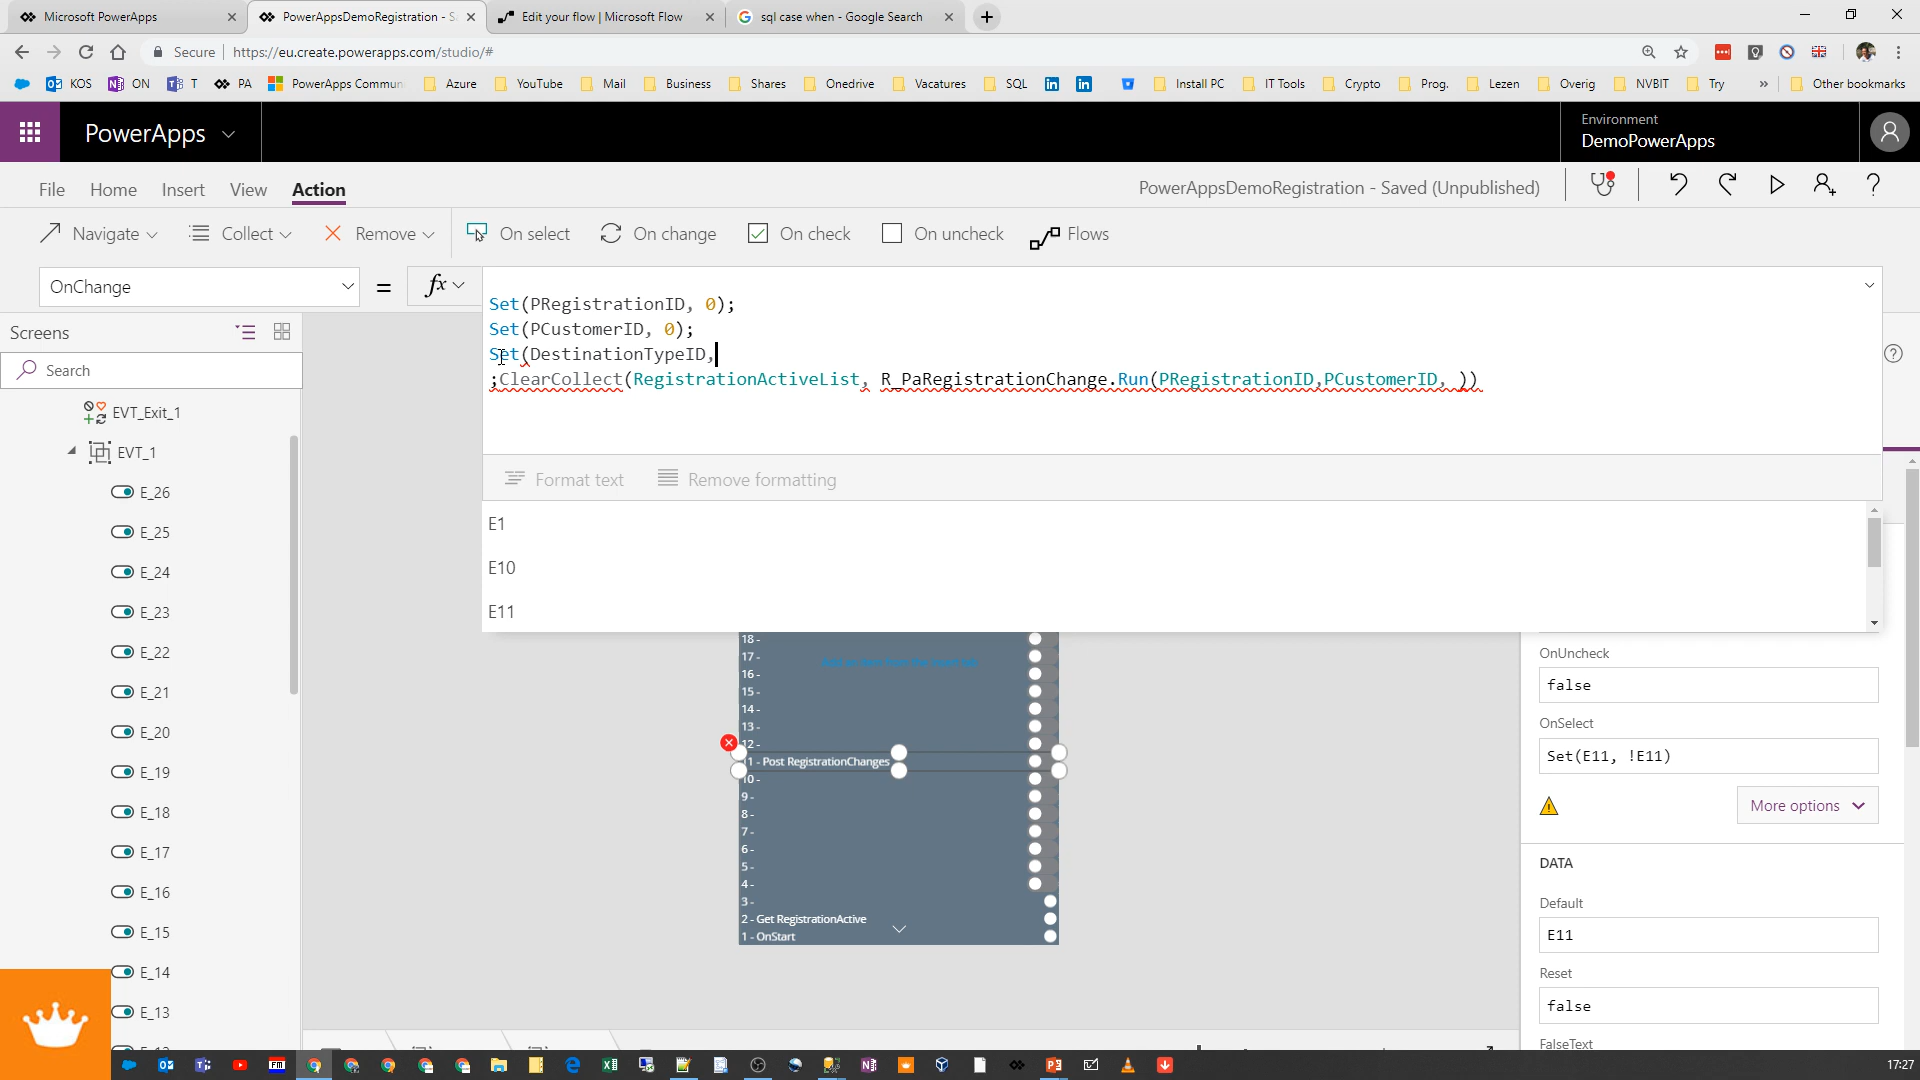 Microsoft PowerApps
PowerAppsDemoRegistration - S
Edit your flow | Microsoft Flow
sql case when - Google Search
Secure
https://eu.create.powerapps.com/studio/#
KOS
ON
T
PA
PowerApps Commun
Azure
YouTube
Mail
Business
Shares
Onedrive
Vacatures
SQL
Install PC
IT Tools
Crypto
Prog.
Lezen
Overig
NVBIT
Try
»
Other bookmarks
PowerApps
Environment
DemoPowerApps
File
Home
Insert
View
Action
PowerAppsDemoRegistration - Saved (Unpublished)
Navigate
Collect
Remove
On select
On change
On check
On uncheck
Flows
OnChange
=
fx
Set(PRegistrationID, 0);
Set(PCustomerID, 0);
Set(DestinationTypeID,
;ClearCollect(RegistrationActiveList, R_PaRegistrationChange.Run(PRegistrationID,PCustomerID, ))
Format text
Remove formatting
E1
E10
E11
Screens
Search
EVT_Exit_1
EVT_1
E_26
E_25
E_24
E_23
E_22
E_21
E_20
E_19
E_18
E_17
E_16
E_15
E_14
E_13
18 -
17 -
16 -
15 -
14 -
13 -
12 -
1 - Post RegistrationChanges
10 -
9 -
8 -
7 -
6 -
5 -
4 -
3 -
2 - Get RegistrationActive
1 - OnStart
OnUncheck
false
OnSelect
Set(E11, !E11)
More options
DATA
Default
E11
Reset
false
FalseText
17:27